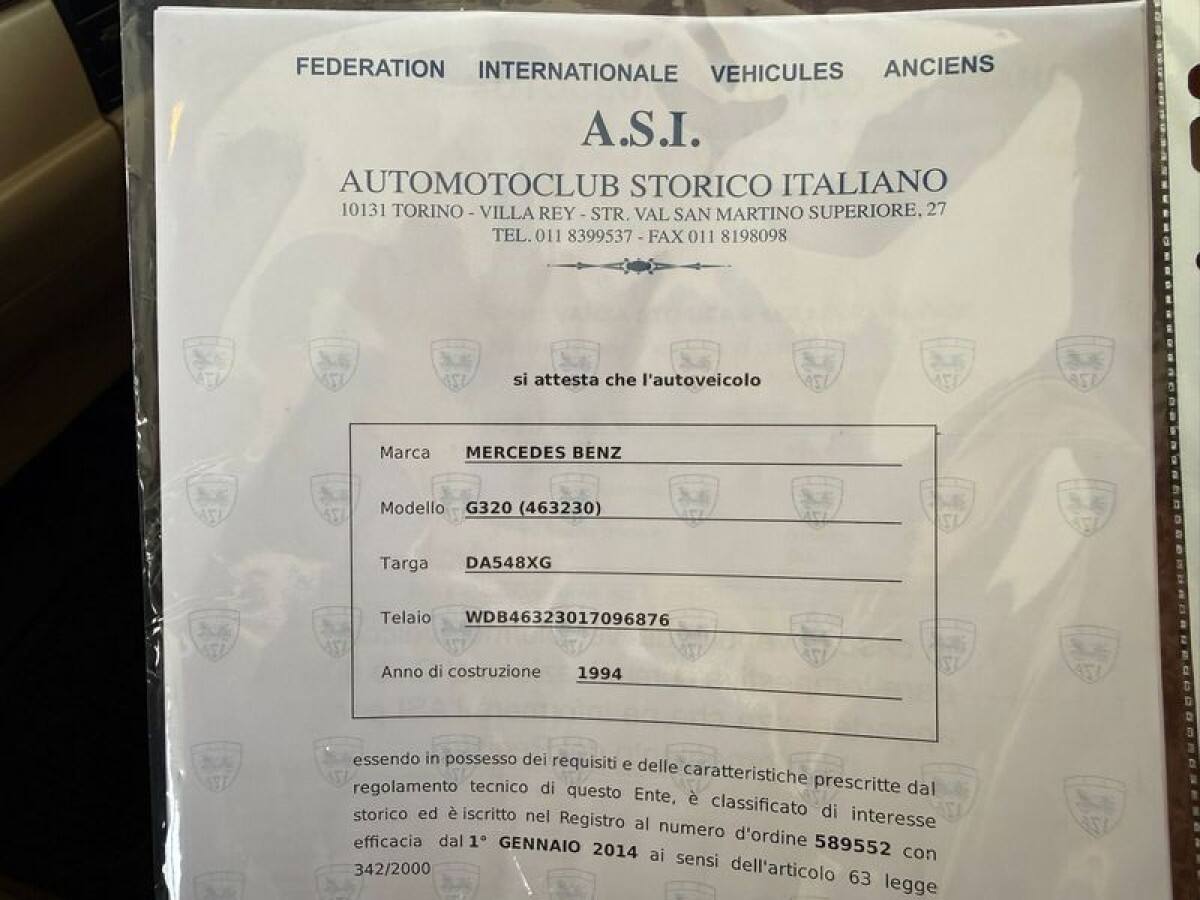 FEDERATION INTERNATIONALE VEHICULES ANCIENS
A.S.I.
AUTOMOTOCLUB STORICO ITALIANO
10131 TORINO - VILLA REY - STR. VAL SAN MARTINO SUPERIORE, 27
TEL. 011 8399537 - FAX 011 8198098
si attesta che l'autoveicolo
Marca MERCEDES BENZ
Modello G320 (463230)
Targa DA548XG
Telaio WDB46323017096876
Anno di costruzione 1994
essendo in possesso dei requisiti e delle caratteristiche prescritte dal
regolamento tecnico di questo Ente, è classificato di interesse
storico ed è iscritto nel Registro al numero d'ordine 589552 con
efficacia dal 1° GENNAIO 2014 ai sensi dell'articolo 63 legge
342/2000